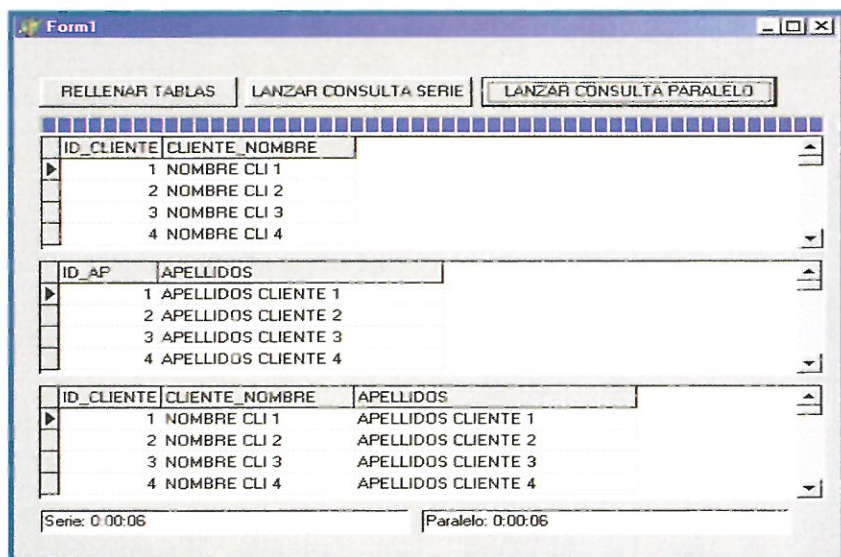 Form1
RELLENAR TABLAS LANZAR CONSULTA SERIE LANZAR CONSULTA PARALELO
ID_CLIENTE CLIENTE_NOMBRE
1 NOMBRE CLI 1
2 NOMBRE CLI 2
3 NOMBRE CLI 3
4 NOMBRE CLI 4
ID_AP APELLIDOS
1 APELLIDOS CLIENTE 1
2 APELLIDOS CLIENTE 2
3 APELLIDOS CLIENTE 3
4 APELLIDOS CLIENTE 4
ID_CLIENTE CLIENTE_NOMBRE APELLIDOS
1 NOMBRE CLI 1 APELLIDOS CLIENTE 1
2 NOMBRE CLI 2 APELLIDOS CLIENTE 2
3 NOMBRE CLI 3 APELLIDOS CLIENTE 3
4 NOMBRE CLI 4 APELLIDOS CLIENTE 4
Serie: 0:00:06 Paralelo: 0:00:06